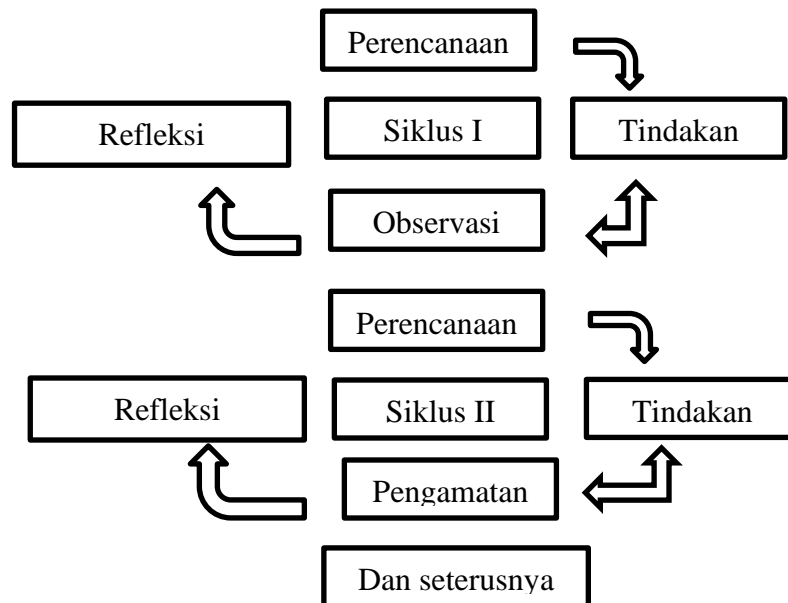 Perencanaan
Refleksi
Siklus I
Tindakan
Observasi
Perencanaan
Refleksi
Siklus II
Tindakan
Pengamatan
Dan seterusnya